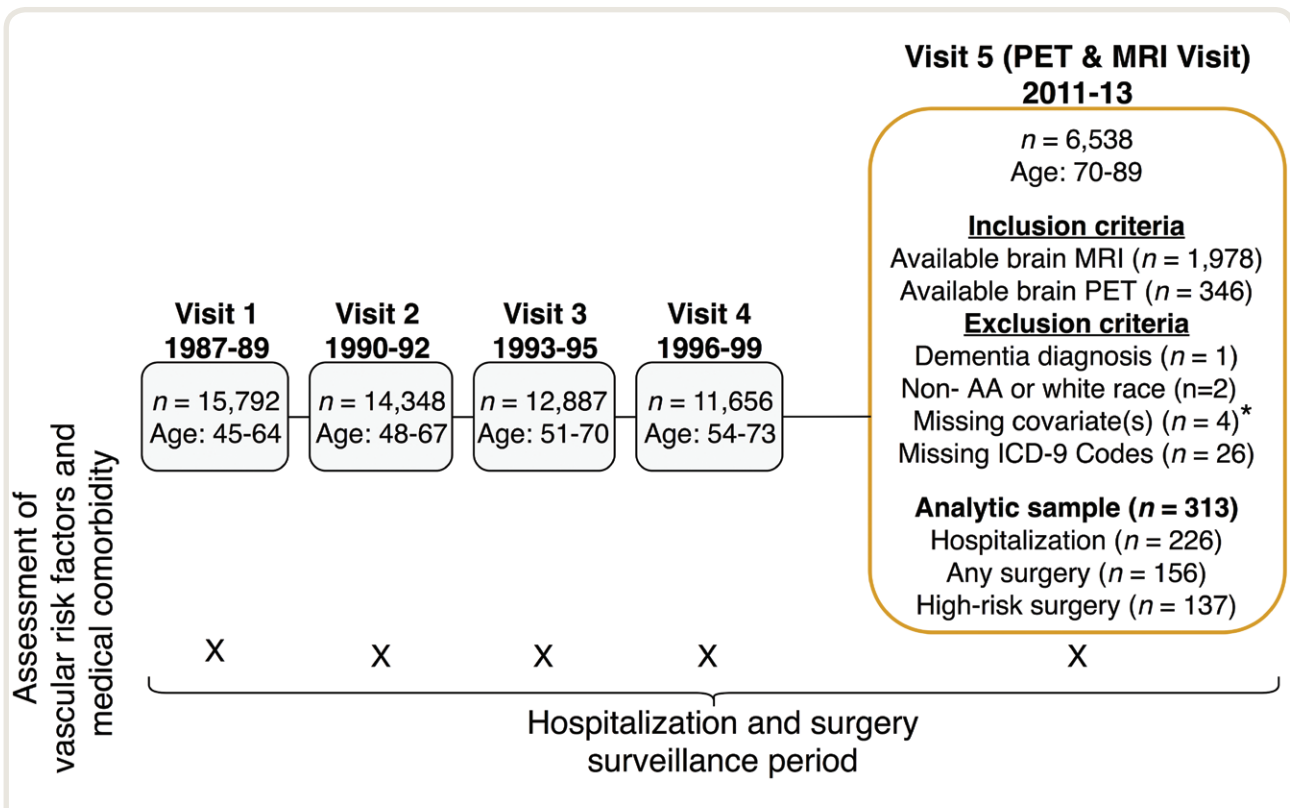 Visit 5 (PET & MRI Visit)
2011-13
n = 6,538
Age: 70-89
Inclusion criteria
Available brain MRI (n = 1,978)
Available brain PET (n = 346)
Exclusion criteria
Dementia diagnosis (n = 1)
Non- AA or white race (n=2)
Missing covariate(s) (n = 4)*
Missing ICD-9 Codes (n = 26)
Analytic sample (n = 313)
Hospitalization (n = 226)
Any surgery (n = 156)
High-risk surgery (n = 137)
Visit 1
1987-89
n = 15,792
Age: 45-64
Visit 2
1990-92
n = 14,348
Age: 48-67
Visit 3
1993-95
n = 12,887
Age: 51-70
Visit 4
1996-99
n = 11,656
Age: 54-73
Assessment of
vascular risk factors and
medical comorbidity
X X X X X
Hospitalization and surgery
surveillance period